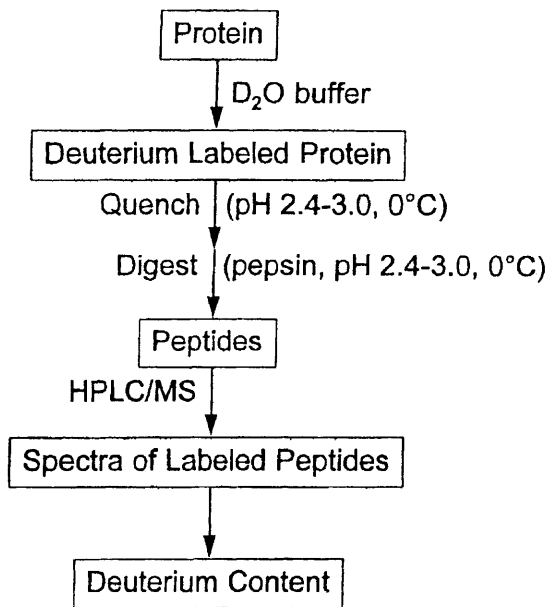 Protein
D₂O buffer
Deuterium Labeled Protein
Quench (pH 2.4-3.0, 0°C)
Digest (pepsin, pH 2.4-3.0, 0°C)
Peptides
HPLC/MS
Spectra of Labeled Peptides
Deuterium Content